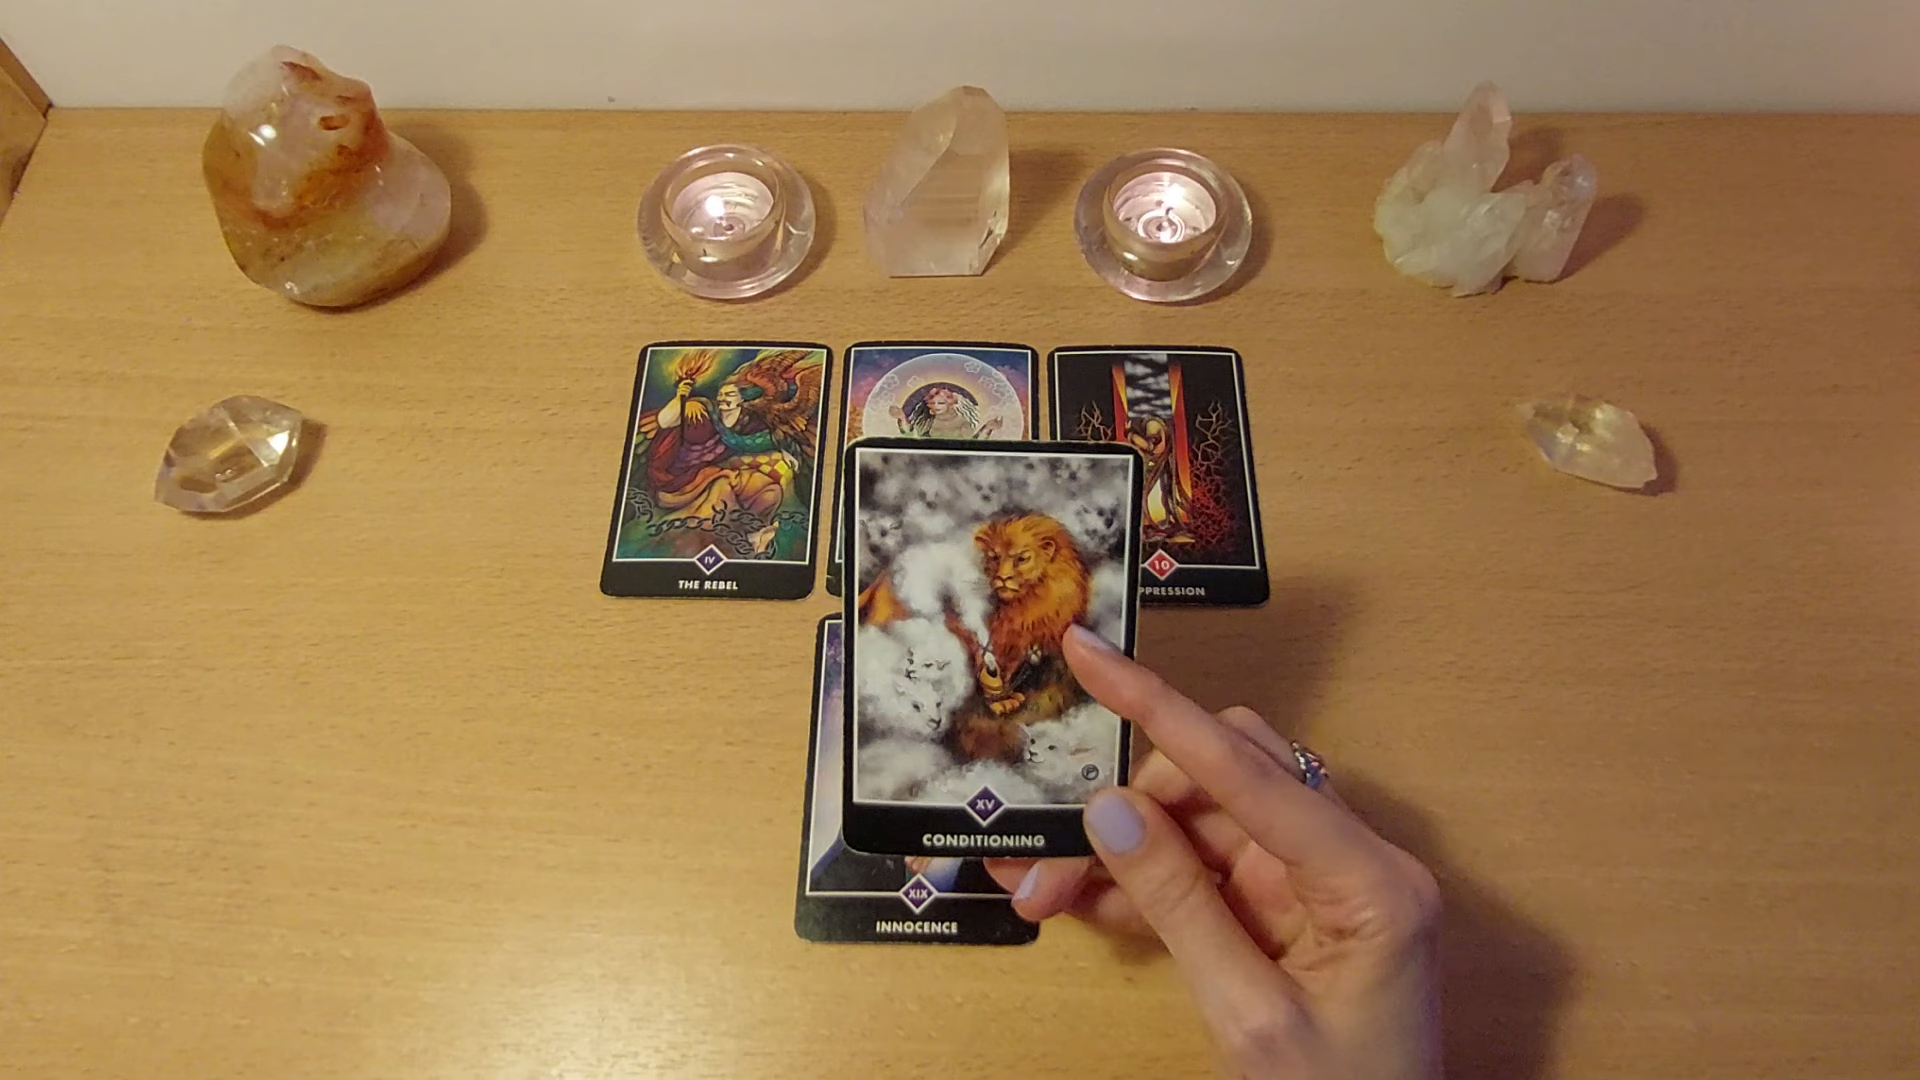 IV
THE REBEL
10
PPRESSION
XV
CONDITIONING
XIX
INNOCENCE